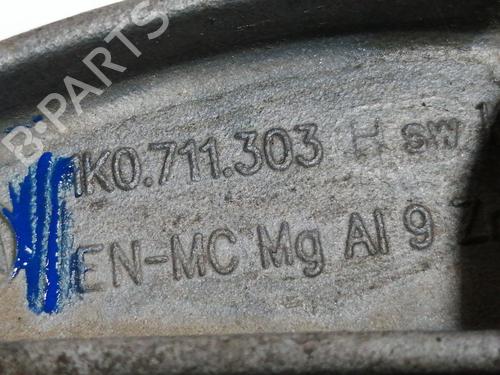 B-PARTS
1K0.711.303 H sw
EN-MC Mg Al 9